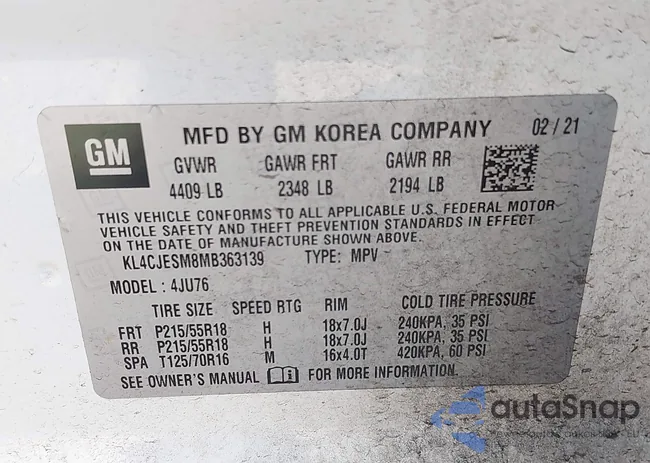 GM MFD BY GM KOREA COMPANY 02 / 21
GVWR GAWR FRT GAWR RR
4409 LB 2348 LB 2194 LB
THIS VEHICLE CONFORMS TO ALL APPLICABLE U.S. FEDERAL MOTOR
VEHICLE SAFETY AND THEFT PREVENTION STANDARDS IN EFFECT
ON THE DATE OF MANUFACTURE SHOWN ABOVE.
KL4CJESM8MB363139 TYPE: MPV
MODEL : 4JU76
TIRE SIZE SPEED RTG RIM COLD TIRE PRESSURE
FRT P215/55R18 H 18x7.0J 240KPA, 35 PSI
RR P215/55R18 H 18x7.0J 240KPA, 35 PSI
SPA T125/70R16 M 16x4.0T 420KPA, 60 PSI
SEE OWNER'S MANUAL FOR MORE INFORMATION.
autaSnap